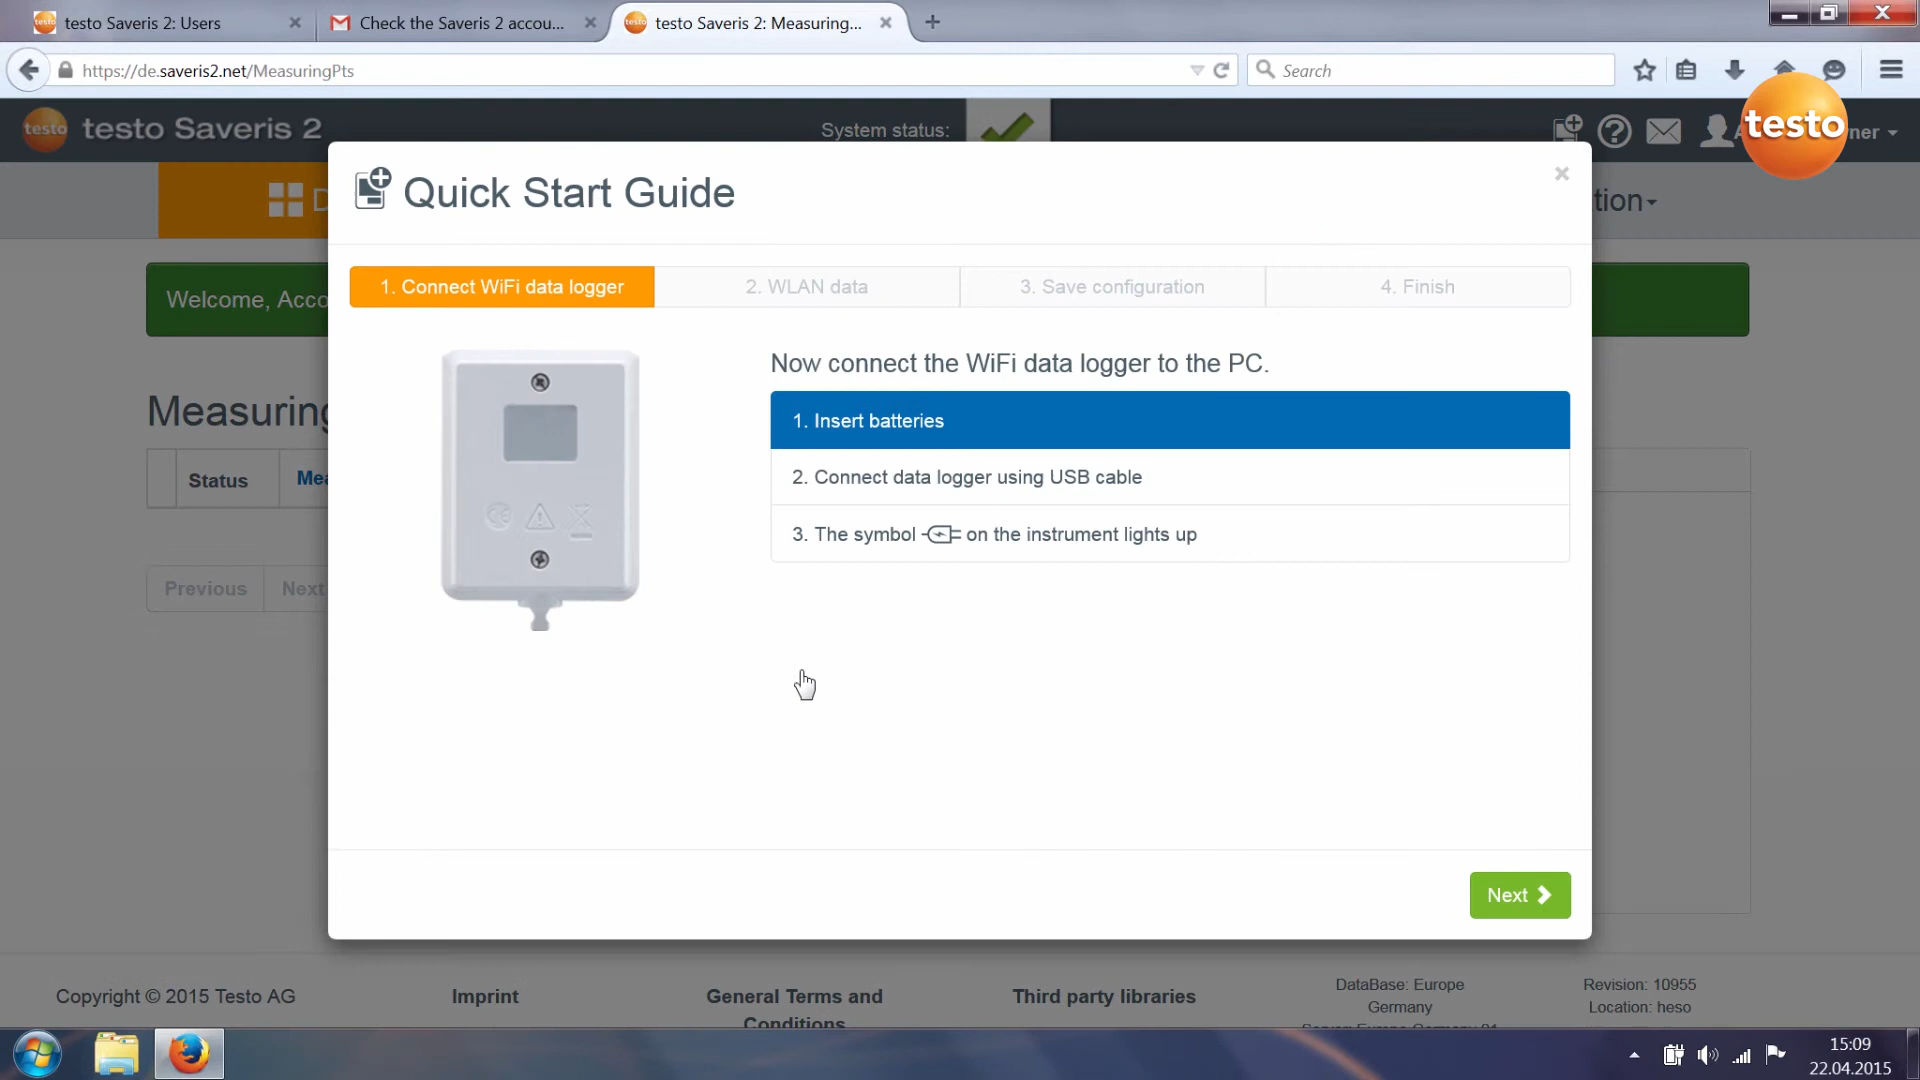 testo Saveris 2: Users
Check the Saveris 2 accou...
testo Saveris 2: Measuring...
https://de.saveris2.net/MeasuringPts
Search
testo
testo Saveris 2
System status:
ner
testo
D
tion
Quick Start Guide
1. Connect WiFi data logger
2. WLAN data
3. Save configuration
4. Finish
Welcome, Acco
Now connect the WiFi data logger to the PC.
1. Insert batteries
2. Connect data logger using USB cable
3. The symbol on the instrument lights up
Measuring
Status
Mea
Previous
Next
Next
Copyright © 2015 Testo AG
Imprint
General Terms and
Conditions
Third party libraries
DataBase: Europe
Germany
Revision: 10955
Location: heso
15:09
22.04.2015